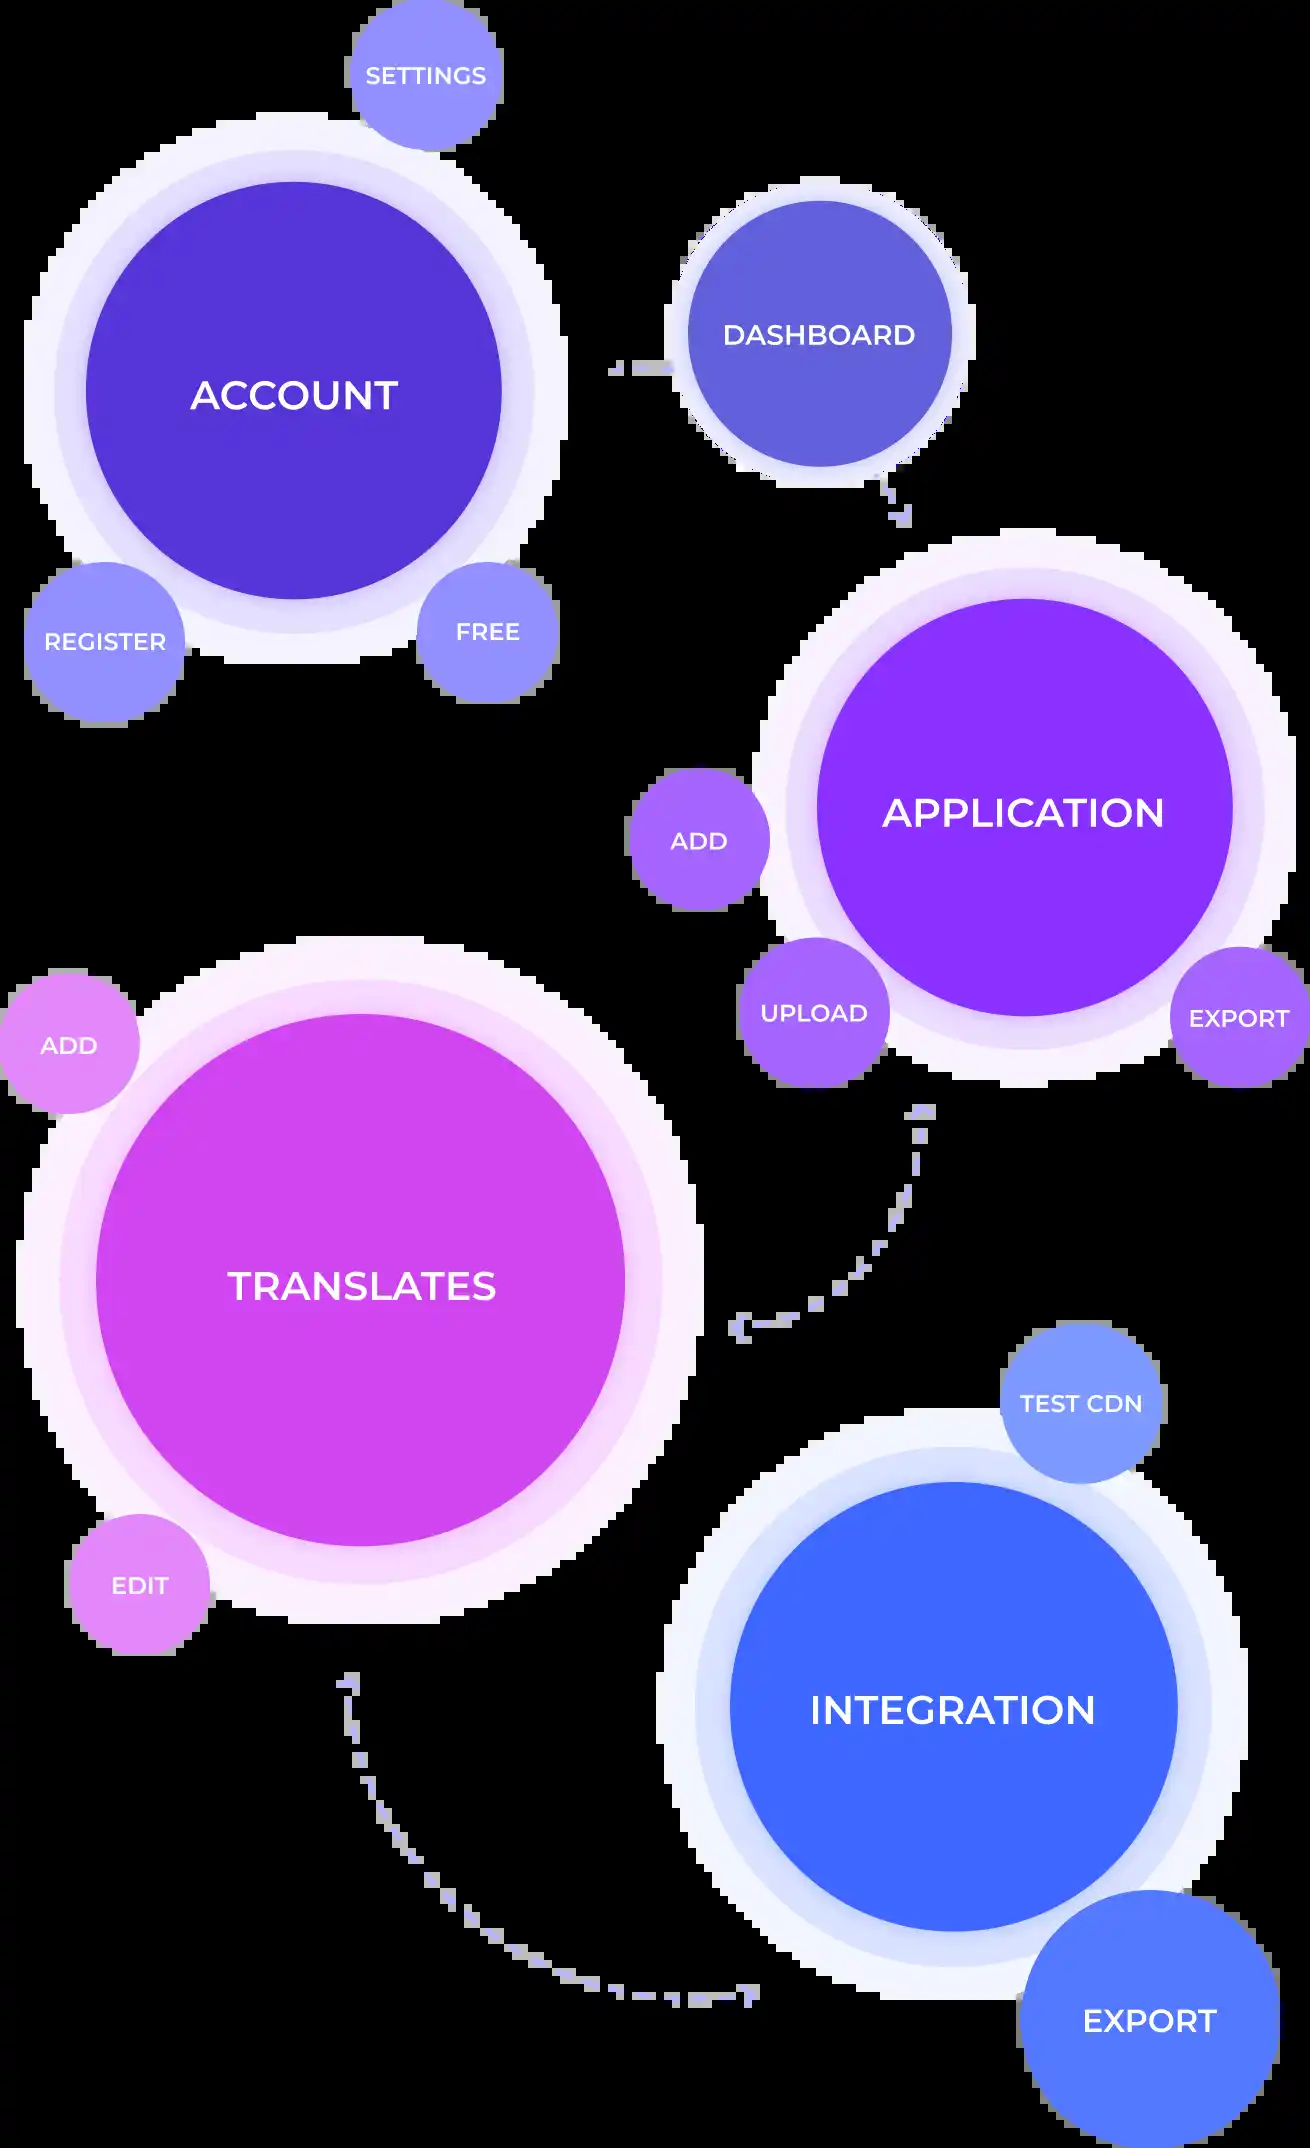 SETTINGS
ACCOUNT
REGISTER
FREE
DASHBOARD
APPLICATION
ADD
UPLOAD
EXPORT
ADD
TRANSLATES
EDIT
TEST CDN
INTEGRATION
EXPORT